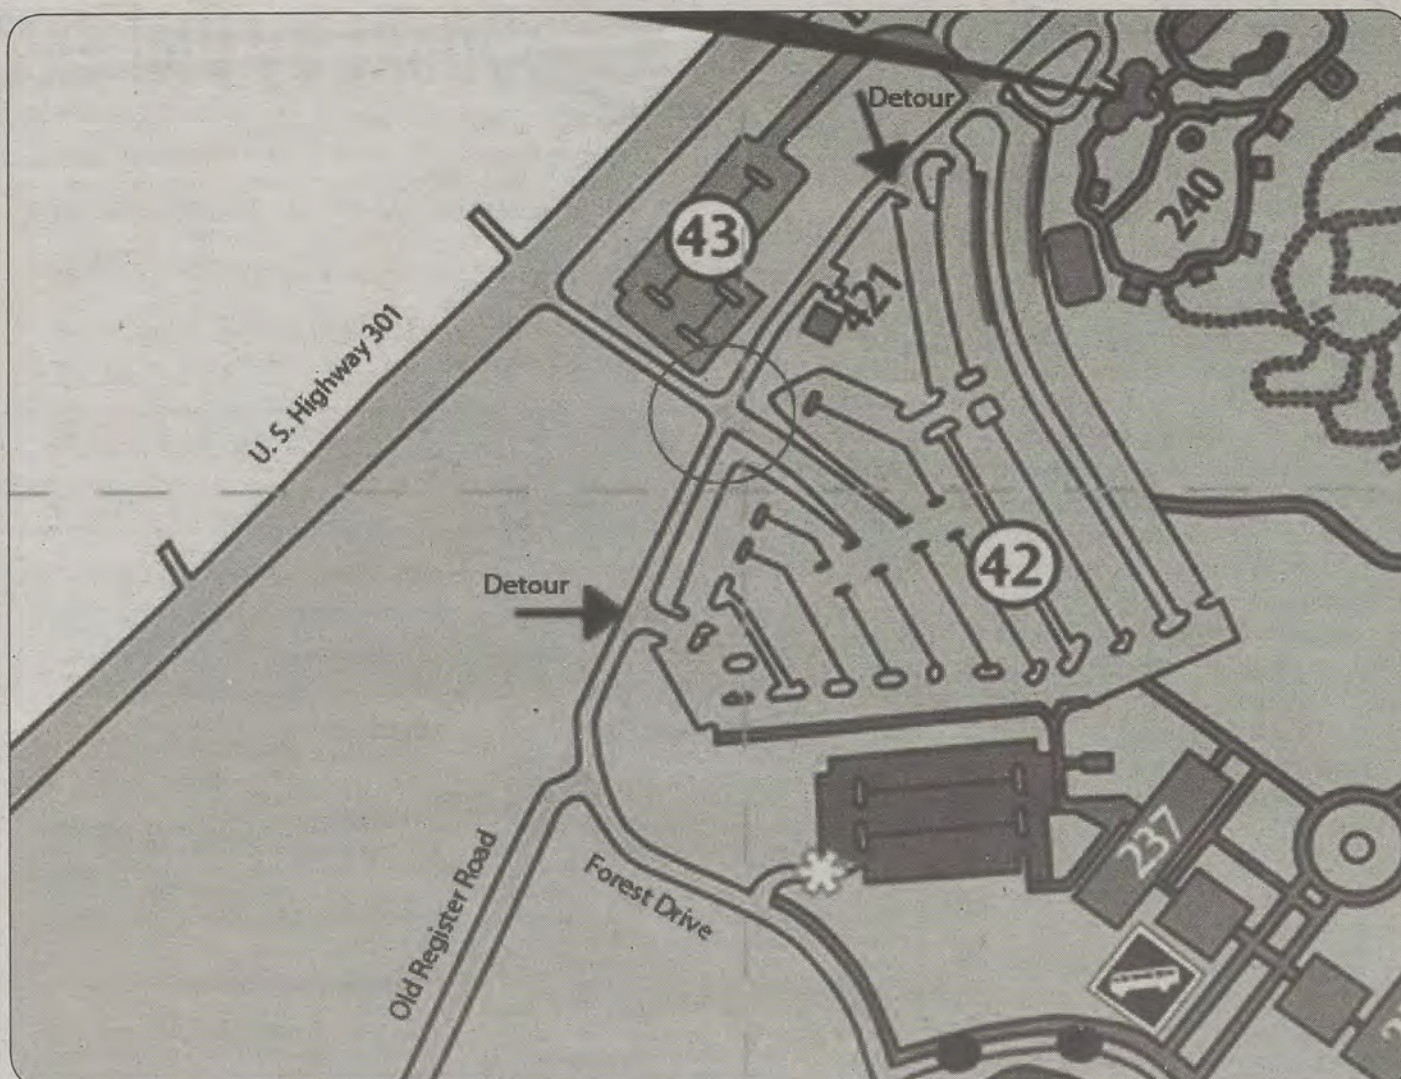 Detour
240
43
421
U. S. Highway 301
42
Detour
237
Forest Drive
Old Register Road